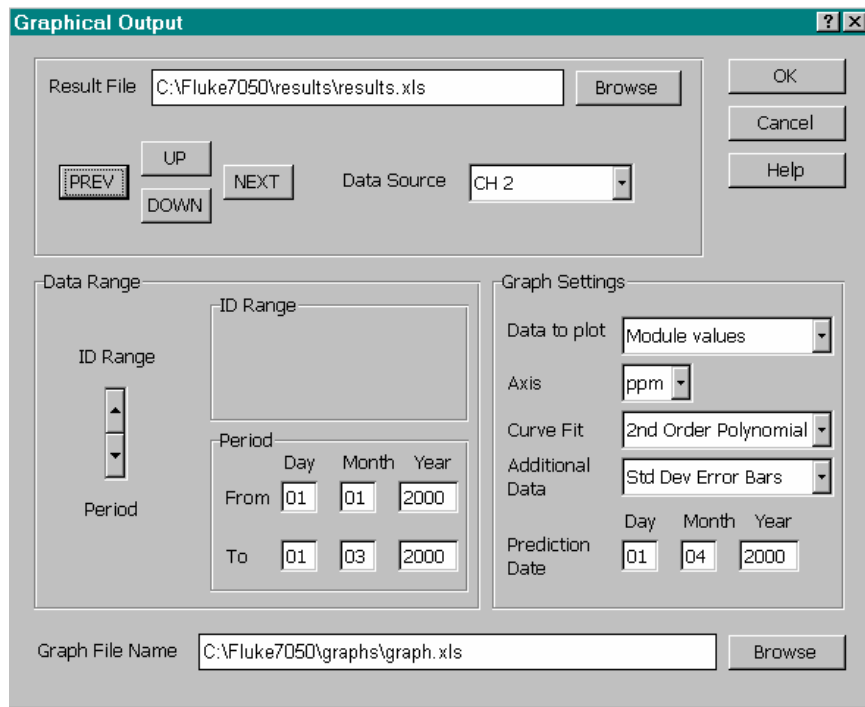 Graphical Output
Result File C:\Fluke7050\results\results.xls Browse
OK
Cancel
Help
PREV UP DOWN NEXT
Data Source CH 2
Data Range
ID Range
Period
ID Range
Period
Day Month Year
From 01 01 2000
To 01 03 2000
Graph Settings
Data to plot Module values
Axis ppm
Curve Fit 2nd Order Polynomial
Additional Data Std Dev Error Bars
Day Month Year
Prediction Date 01 04 2000
Graph File Name C:\Fluke7050\graphs\graph.xls Browse